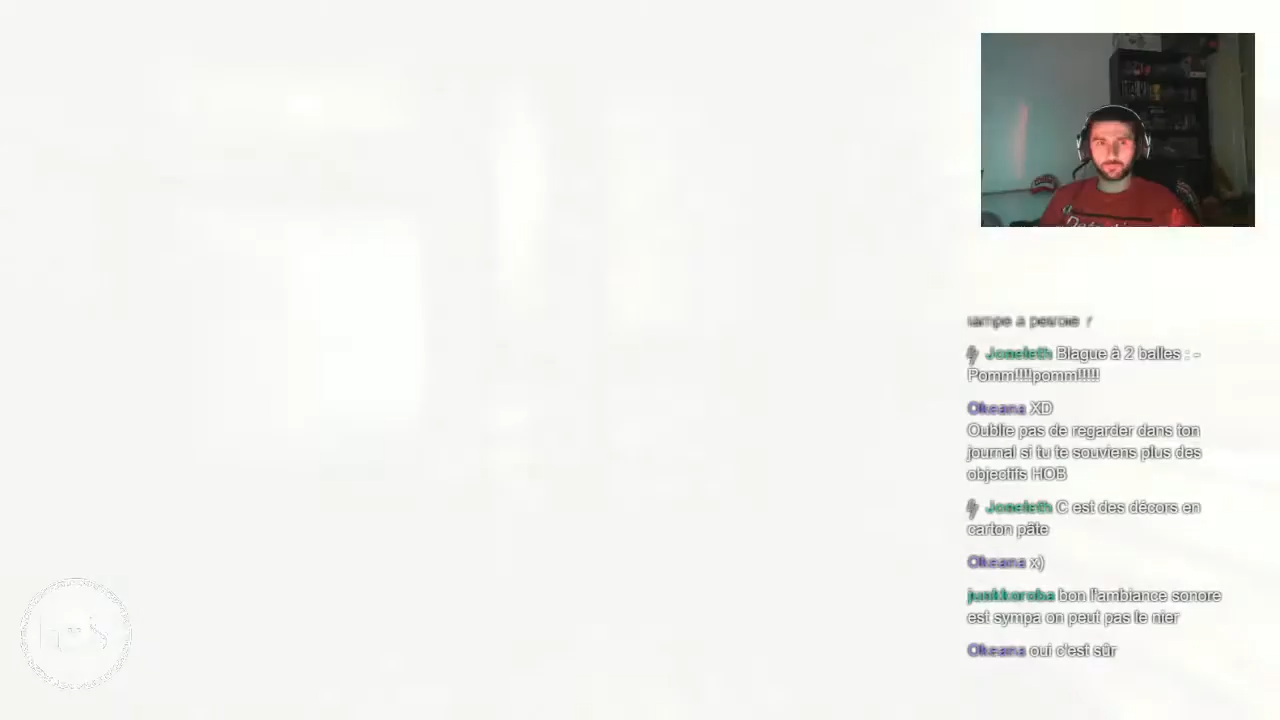 lampe a petrole ?
Joneleth Blague à 2 balles : -
Pomm!!!!pomm!!!!!
Okeana XD
Oublie pas de regarder dans ton
journal si tu te souviens plus des
objectifs HOB
Joneleth C est des décors en
carton pâte
Okeana x)
junkkoroba bon l'ambiance sonore
est sympa on peut pas le nier
Okeana oui c'est sûr